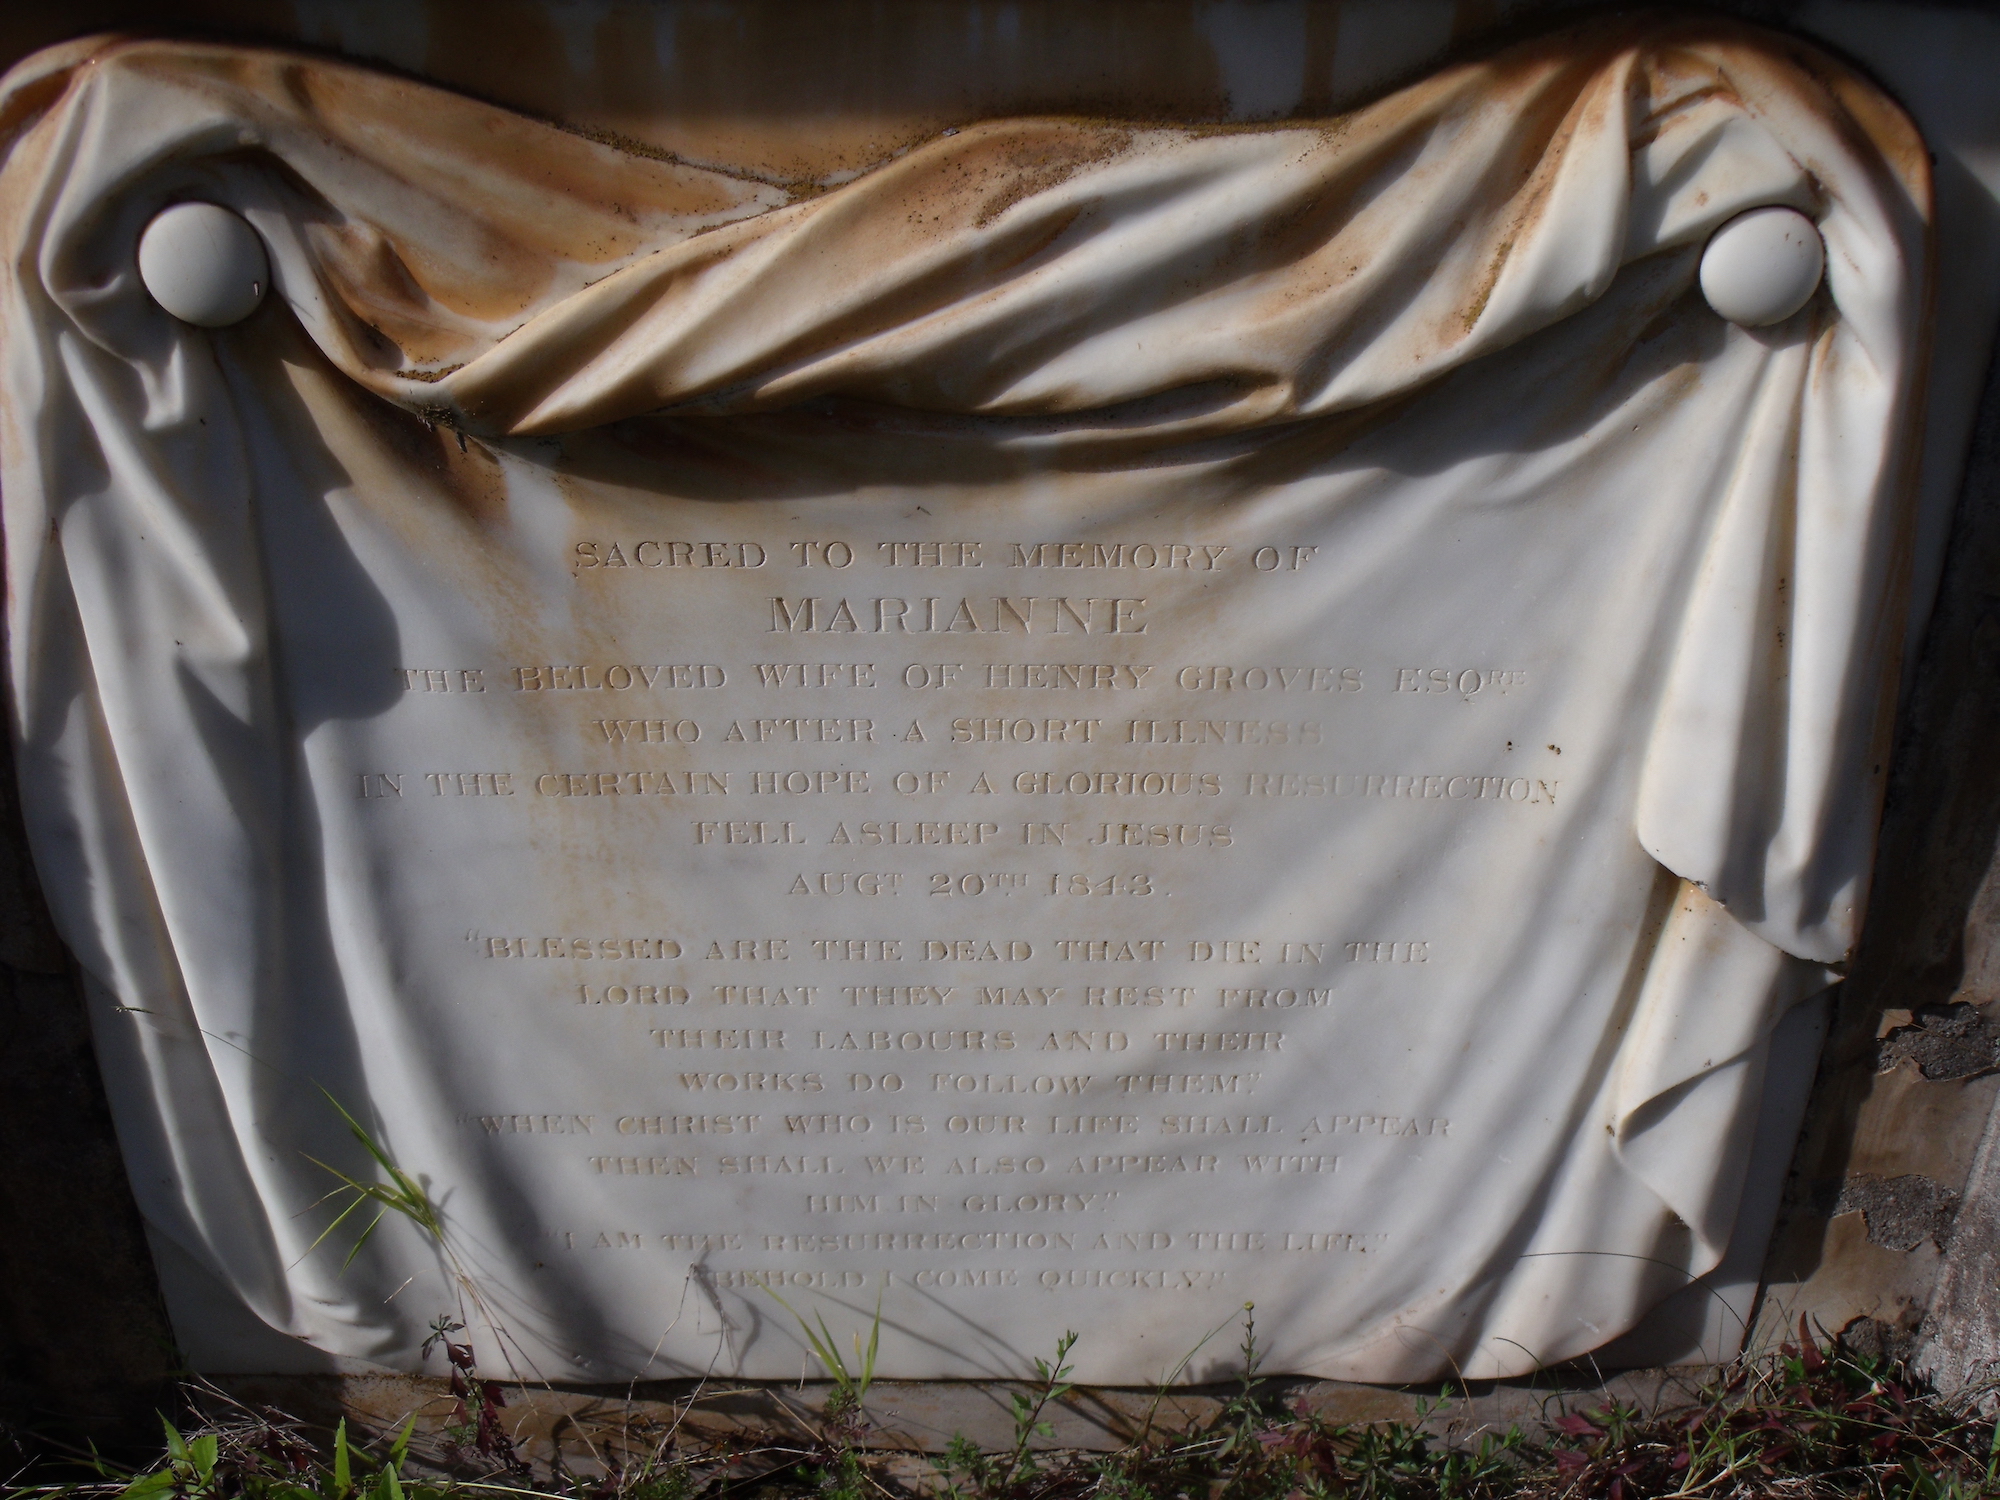 SACRED TO THE MEMORY OF
MARIANNE
THE BELOVED WIFE OF HENRY GROVES ESQRE
WHO AFTER A SHORT ILLNESS
IN THE CERTAIN HOPE OF A GLORIOUS RESURRECTION
FELL ASLEEP IN JESUS
AUGT 20TH 1843.
"BLESSED ARE THE DEAD THAT DIE IN THE
LORD THAT THEY MAY REST FROM
THEIR LABOURS AND THEIR
WORKS DO FOLLOW THEM."
"WHEN CHRIST WHO IS OUR LIFE SHALL APPEAR
THEN SHALL WE ALSO APPEAR WITH
HIM IN GLORY."
"I AM THE RESURRECTION AND THE LIFE."
"BEHOLD I COME QUICKLY."